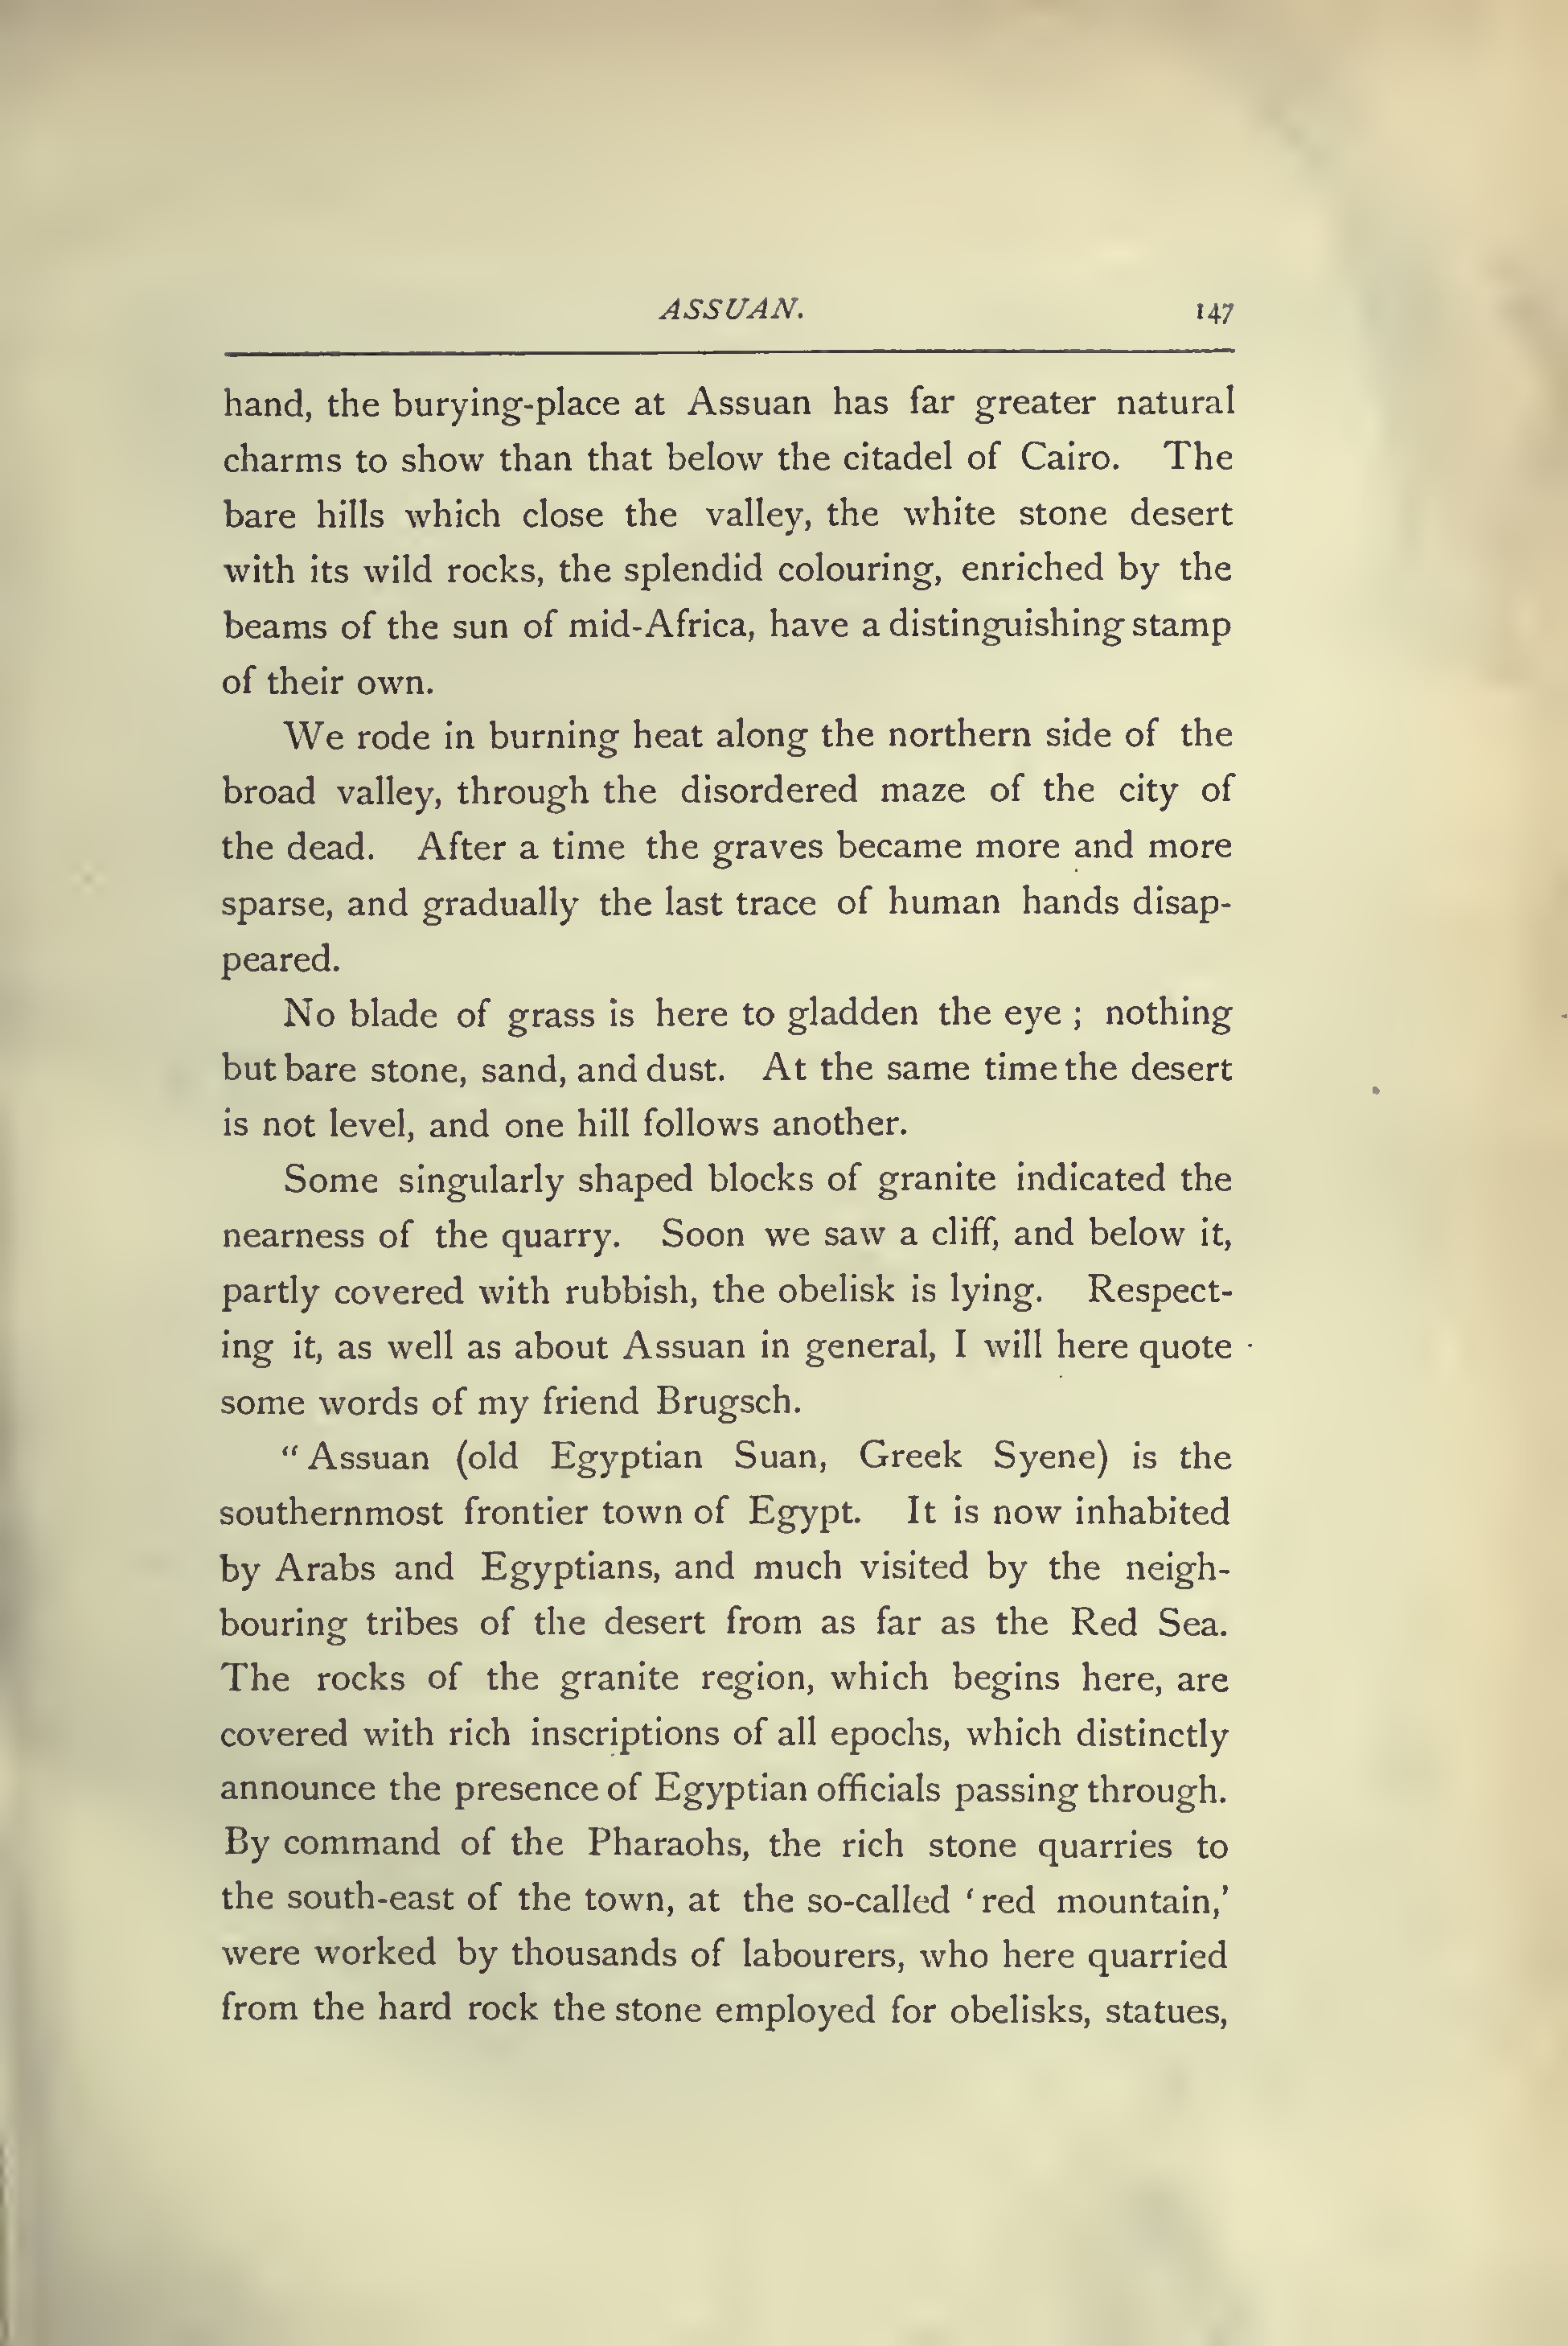 ASSUAN. 147
hand, the burying-place at Assuan has far greater natural
charms to show than that below the citadel of Cairo. The
bare hills which close the valley, the white stone desert
with its wild rocks, the splendid colouring, enriched by the
beams of the sun of mid-Africa, have a distinguishing stamp
of their own.
We rode in burning heat along the northern side of the
broad valley, through the disordered maze of the city of
the dead. After a time the graves became more and more
sparse, and gradually the last trace of human hands disap-
peared.
No blade of grass is here to gladden the eye ; nothing
but bare stone, sand, and dust. At the same time the desert
is not level, and one hill follows another.
Some singularly shaped blocks of granite indicated the
nearness of the quarry. Soon we saw a cliff, and below it,
partly covered with rubbish, the obelisk is lying. Respect-
ing it, as well as about Assuan in general, I will here quote
some words of my friend Brugsch.
“ Assuan (old Egyptian Suan, Greek Syene) is the
southernmost frontier town of Egypt. It is now inhabited
by Arabs and Egyptians, and much visited by the neigh-
bouring tribes of the desert from as far as the Red Sea.
The rocks of the granite region, which begins here, are
covered with rich inscriptions of all epochs, which distinctly
announce the presence of Egyptian officials passing through.
By command of the Pharaohs, the rich stone quarries to
the south-east of the town, at the so-called ‘ red mountain,’
were worked by thousands of labourers, who here quarried
from the hard rock the stone employed for obelisks, statues,